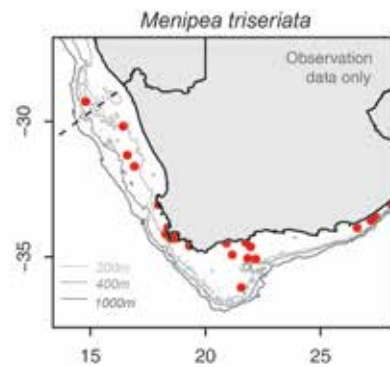 Menipea triseriata
Observation
data only
−30
−35
200m
400m
1000m
15
20
25